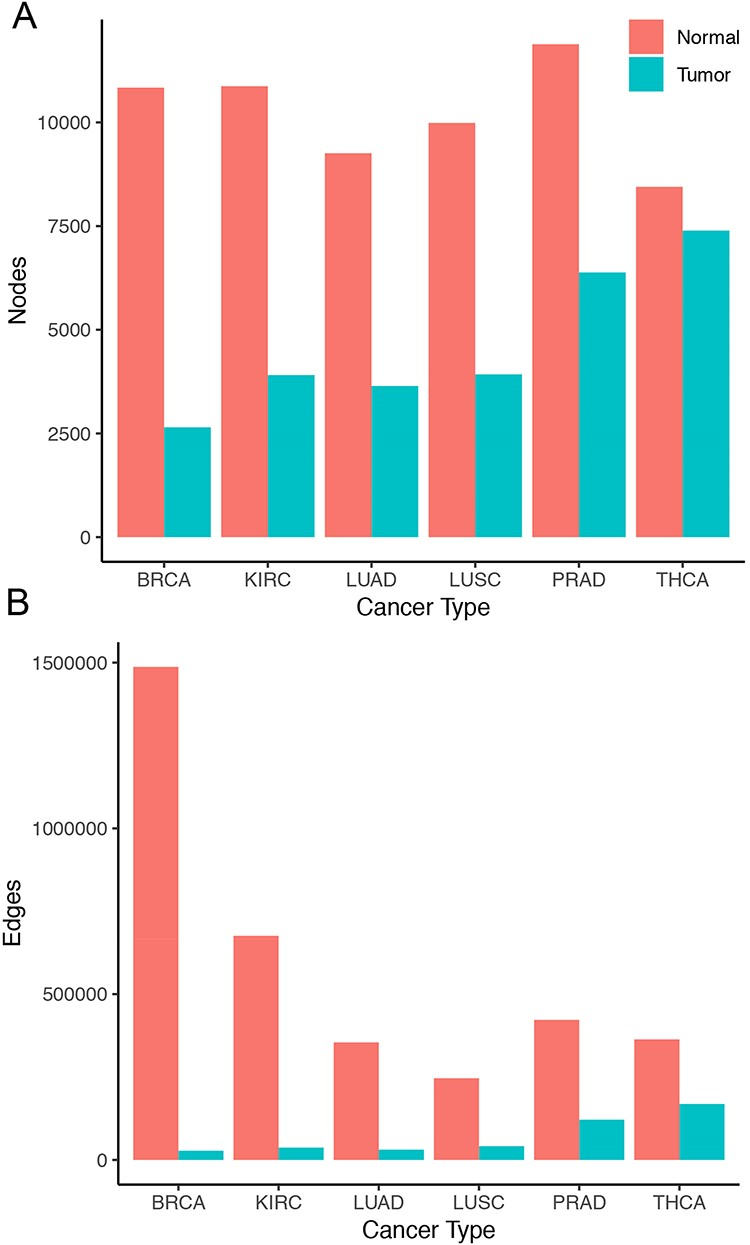 A
Normal
Tumor
10000
7500
5000
2500
0
Nodes
BRCA KIRC LUAD LUSC PRAD THCA
Cancer Type
B
1500000
1000000
500000
0
Edges
BRCA KIRC LUAD LUSC PRAD THCA
Cancer Type